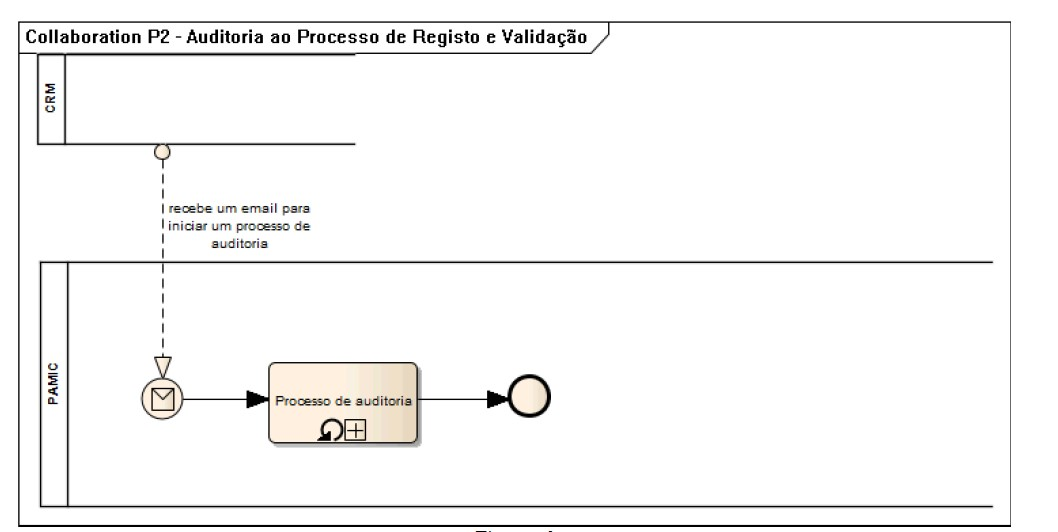 Collaboration P2 - Auditoria ao Processo de Registo e Validação
CRM
recebe um email para
iniciar um processo de
auditoria
PAMIC
Processo de auditoria